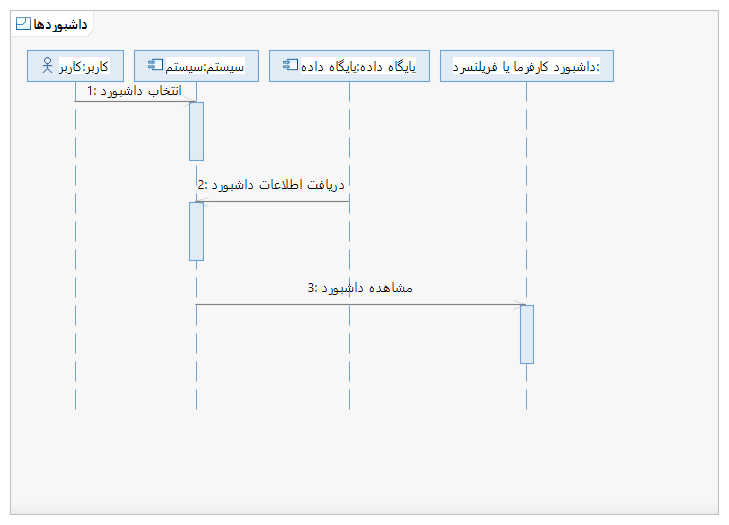 داشبوردها
کاربر:کاربر
سیستم:سیستم
پایگاه داده:پایگاه داده
داشبورد کارفرما یا فریلنسرد:
1: انتخاب داشبورد
2: دریافت اطلاعات داشبورد
3: مشاهده داشبورد